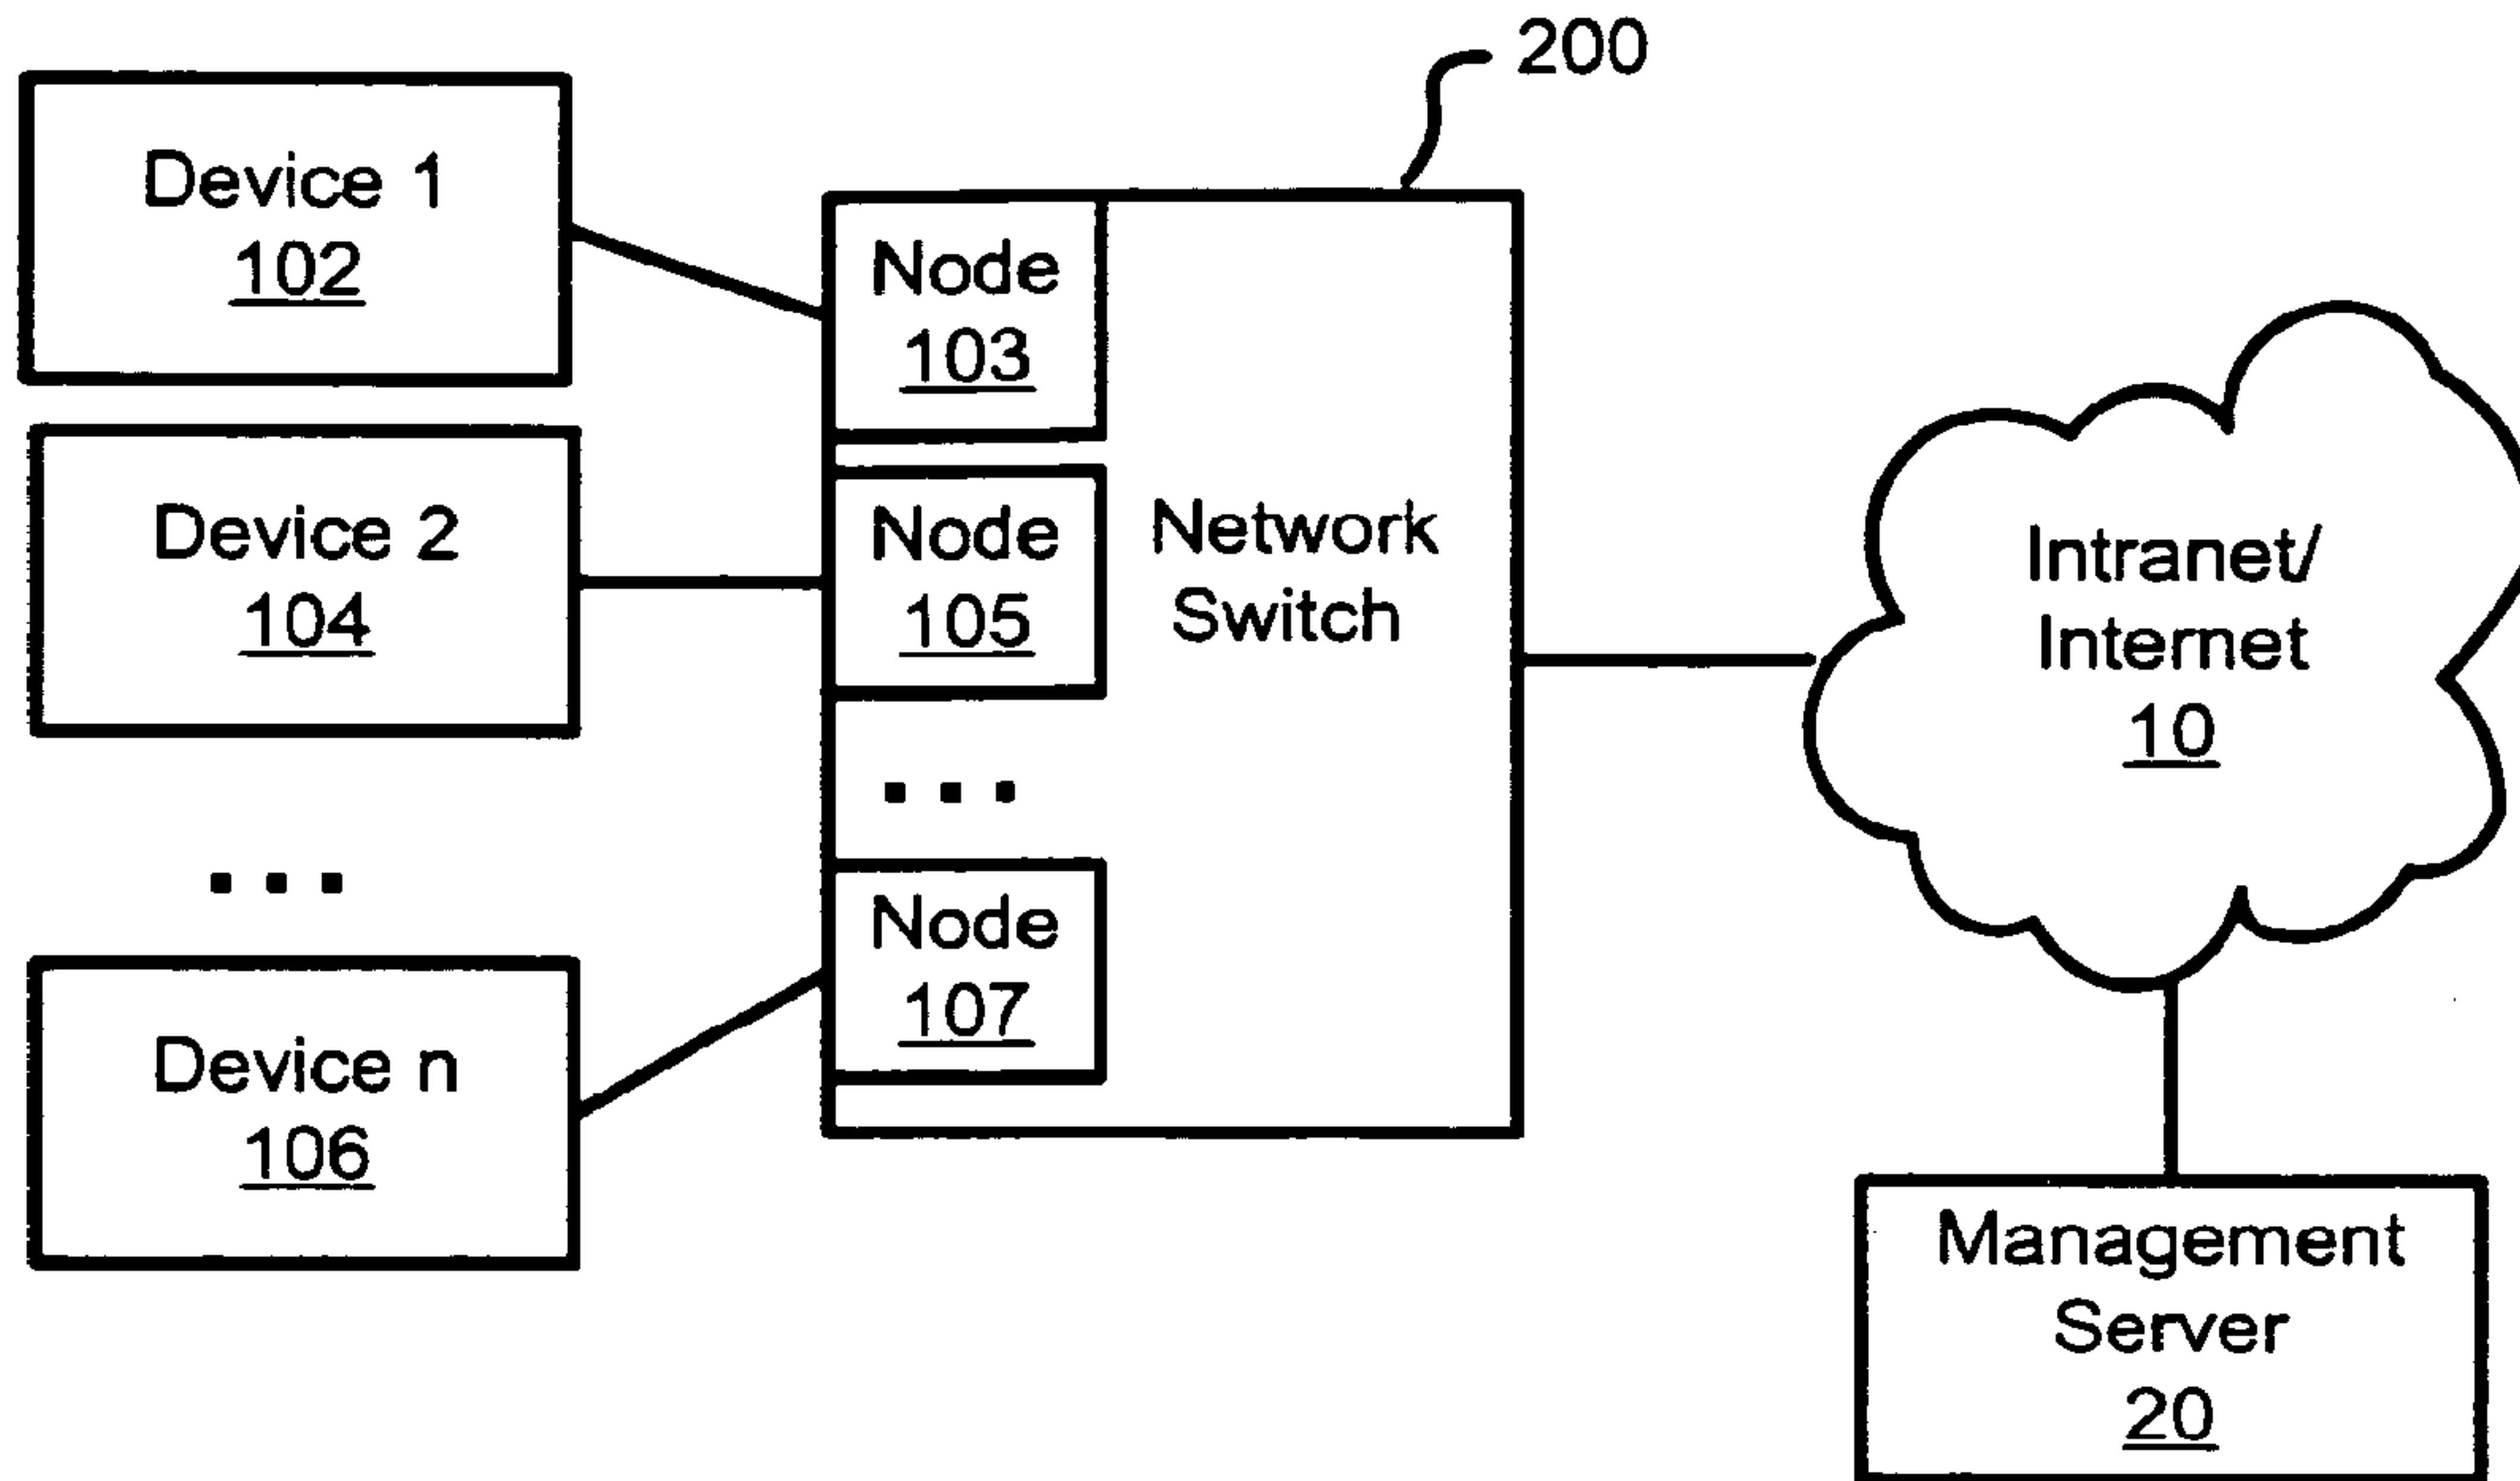 200
Device 1
102
Node
103
Device 2
104
Node
105
Network
Switch
Intranet/
Internet
10
...
...
Node
107
Device n
106
Management
Server
20